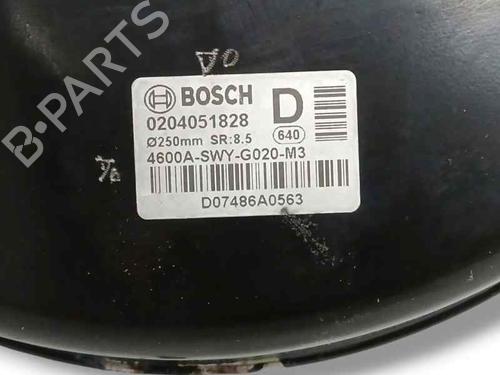 B-PARTS
BOSCH D
0204051828
Ø250mm SR:8.5 640
4600A-SWY-G020-M3
D07486A0563